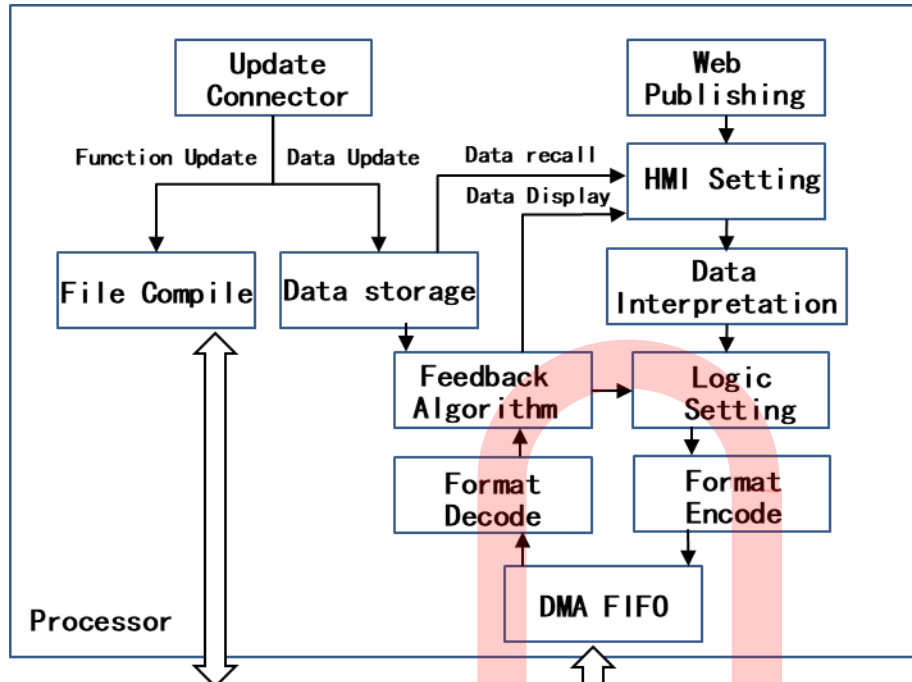 Update
Connector
Web
Publishing
Function Update
Data Update
Data recall
HMI Setting
Data Display
File Compile
Data storage
Data
Interpretation
Feedback
Algorithm
Logic
Setting
Format
Decode
Format
Encode
DMA FIFO
Processor